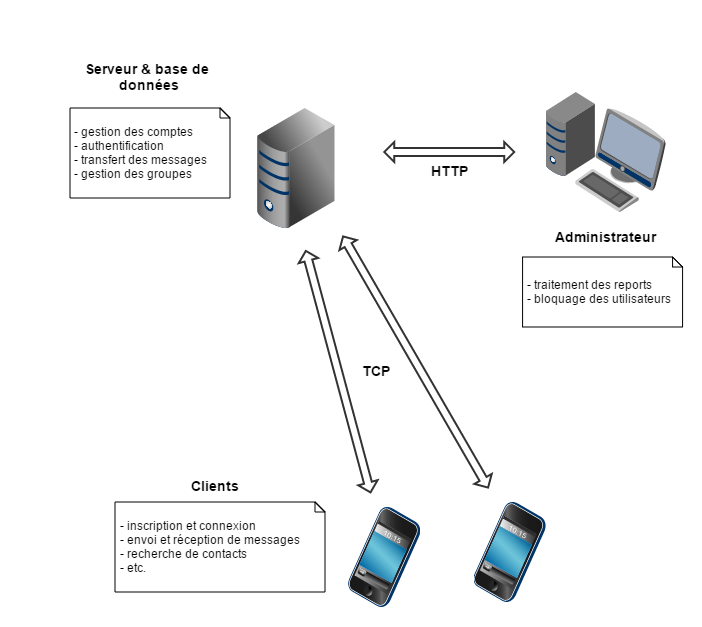 Serveur & base de
données
- gestion des comptes
- authentification
- transfert des messages
- gestion des groupes
HTTP
Administrateur
- traitement des reports
- bloquage des utilisateurs
TCP
Clients
- inscription et connexion
- envoi et réception de messages
- recherche de contacts
- etc.
10:15
10:15